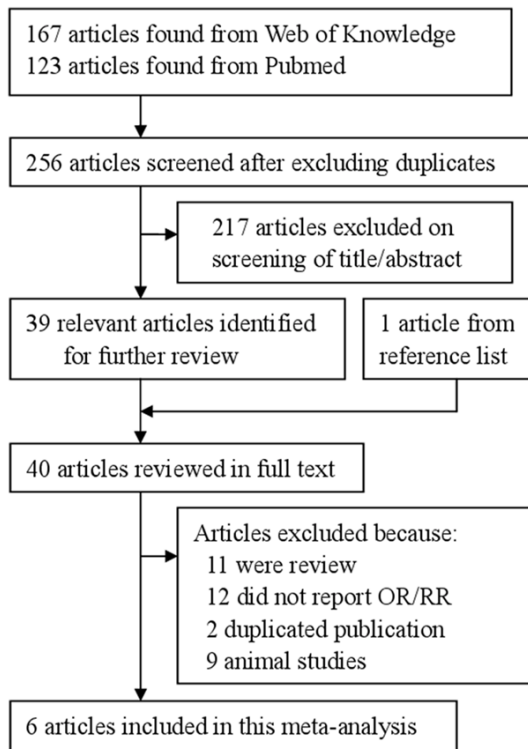 167 articles found from Web of Knowledge
123 articles found from Pubmed
256 articles screened after excluding duplicates
217 articles excluded on
screening of title/abstract
39 relevant articles identified
for further review
1 article from
reference list
40 articles reviewed in full text
Articles excluded because:
11 were review
12 did not report OR/RR
2 duplicated publication
9 animal studies
6 articles included in this meta-analysis